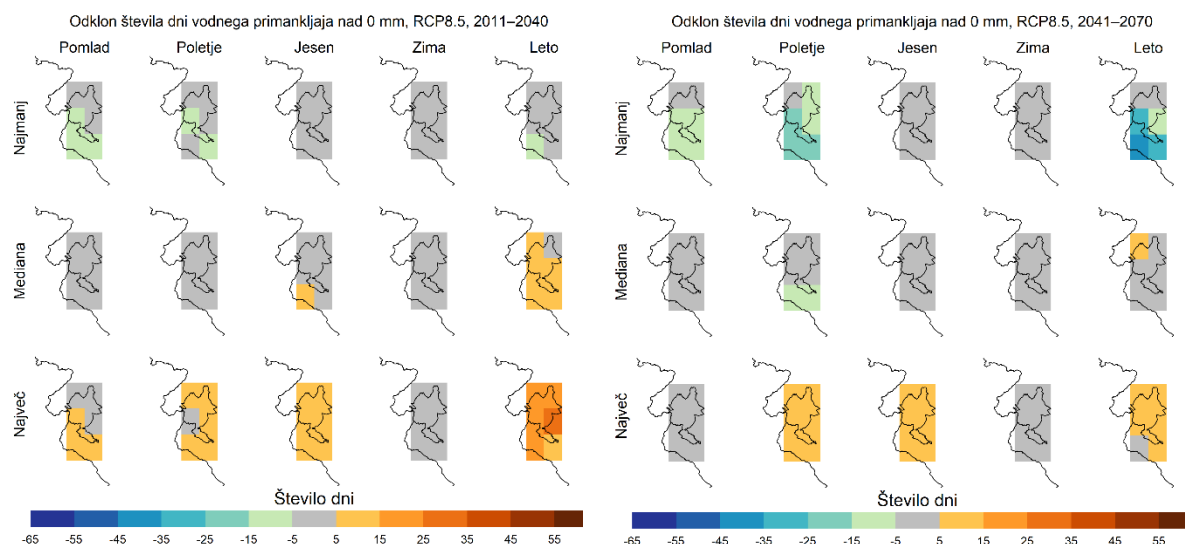 Odklon števila dni vodnega primankljaja nad 0 mm, RCP8.5, 2011–2040
Pomlad Poletje Jesen Zima Leto
Najmanj
Mediana
Največ
Število dni
-65 -55 -45 -35 -25 -15 -5 5 15 25 35 45 55
Odklon števila dni vodnega primankljaja nad 0 mm, RCP8.5, 2041–2070
Pomlad Poletje Jesen Zima Leto
Najmanj
Mediana
Največ
Število dni
-65 -55 -45 -35 -25 -15 -5 5 15 25 35 45 55